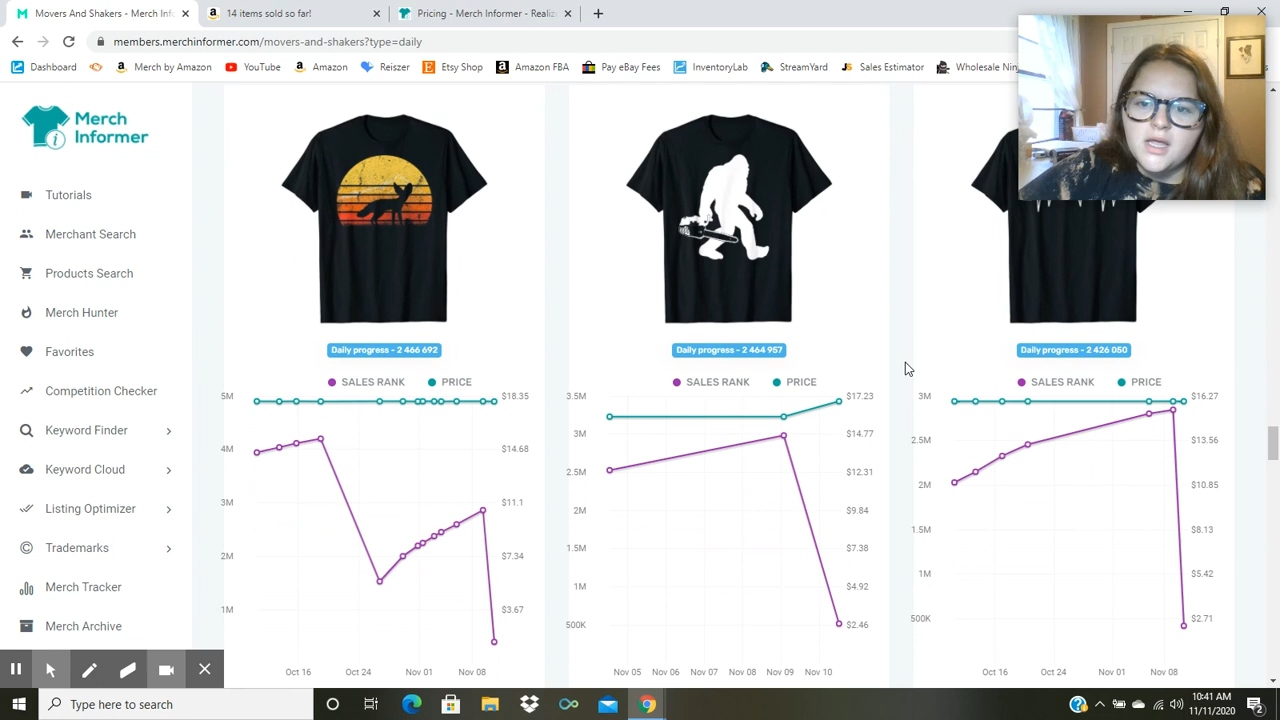 Movers And Shakers - Merch Inf
14 items sold so far!
Pricing - Merch Informer - Realiz
members.merchinformer.com/movers-and-shakers?type=daily
Dashboard
Merch by Amazon
YouTube
Amazon
Reiszer
Etsy Shop
Amazon FBA
Pay eBay Fees
InventoryLab
StreamYard
Sales Estimator
Wholesale Nin
Merch
Informer
Tutorials
Merchant Search
Products Search
Merch Hunter
Favorites
Competition Checker
Keyword Finder
Keyword Cloud
Listing Optimizer
Trademarks
Merch Tracker
Merch Archive
Daily progress - 2 466 692
SALES RANK PRICE
5M $18.35
4M $14.68
3M $11.1
2M $7.34
1M $3.67
Oct 16 Oct 24 Nov 01 Nov 08
Daily progress - 2 464 957
SALES RANK PRICE
3.5M $17.23
3M $14.77
2.5M $12.31
2M $9.84
1.5M $7.38
1M $4.92
500K $2.46
Nov 05 Nov 06 Nov 07 Nov 08 Nov 09 Nov 10
Daily progress - 2 426 050
SALES RANK PRICE
3M $16.27
2.5M $13.56
2M $10.85
1.5M $8.13
1M $5.42
500K $2.71
Oct 16 Oct 24 Nov 01 Nov 08
Type here to search
10:41 AM
11/11/2020
2